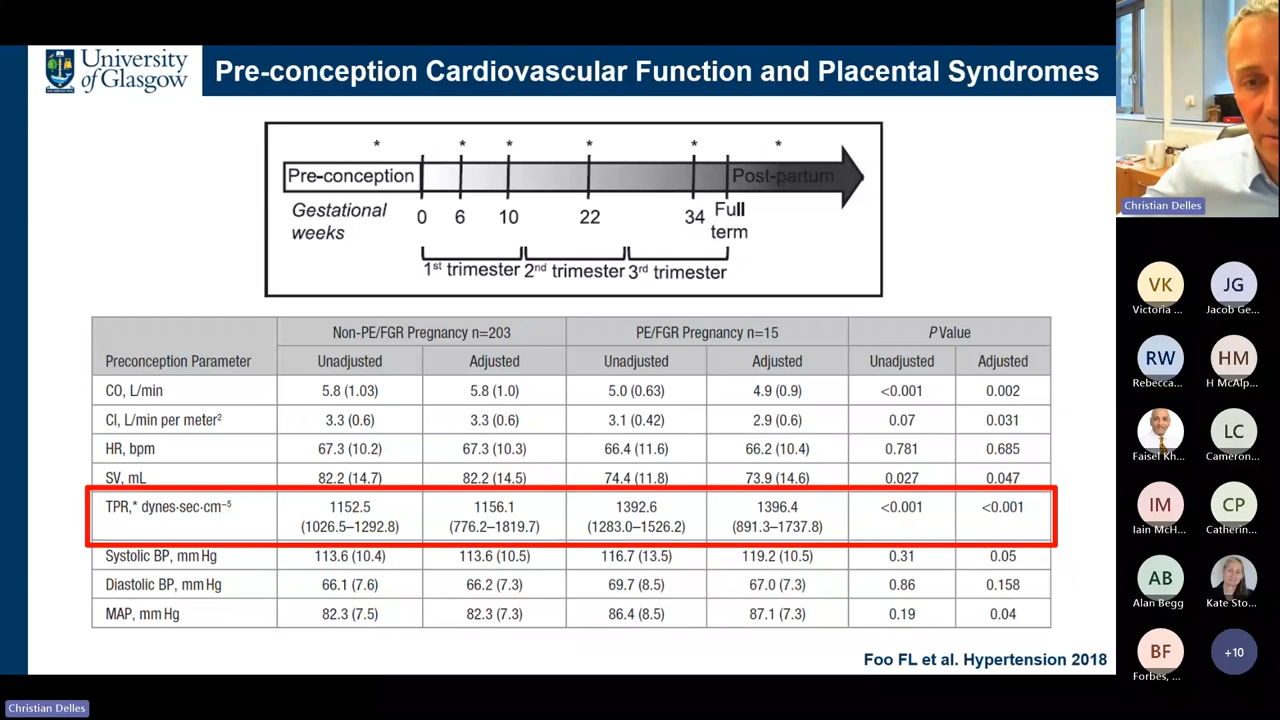 University
of Glasgow
Pre-conception Cardiovascular Function and Placental Syndromes
* * * * * *
Pre-conception Post-partum
Gestational weeks
0 6 10 22 34 Full term
1st trimester 2nd trimester 3rd trimester
Preconception Parameter Non-PE/FGR Pregnancy n=203 PE/FGR Pregnancy n=15 P Value
Unadjusted Adjusted Unadjusted Adjusted Unadjusted Adjusted
CO, L/min 5.8 (1.03) 5.8 (1.0) 5.0 (0.63) 4.9 (0.9) <0.001 0.002
CI, L/min per meter² 3.3 (0.6) 3.3 (0.6) 3.1 (0.42) 2.9 (0.6) 0.07 0.031
HR, bpm 67.3 (10.2) 67.3 (10.3) 66.4 (11.6) 66.2 (10.4) 0.781 0.685
SV, mL 82.2 (14.7) 82.2 (14.5) 74.4 (11.8) 73.9 (14.6) 0.027 0.047
TPR,* dynes·sec·cm⁻⁵ 1152.5 1156.1 1392.6 1396.4 <0.001 <0.001
(1026.5–1292.8) (776.2–1819.7) (1283.0–1526.2) (891.3–1737.8)
Systolic BP, mm Hg 113.6 (10.4) 113.6 (10.5) 116.7 (13.5) 119.2 (10.5) 0.31 0.05
Diastolic BP, mm Hg 66.1 (7.6) 66.2 (7.3) 69.7 (8.5) 67.0 (7.3) 0.86 0.158
MAP, mm Hg 82.3 (7.5) 82.3 (7.3) 86.4 (8.5) 87.1 (7.3) 0.19 0.04
Foo FL et al. Hypertension 2018
Christian Delles
Christian Delles
VK JG
Victoria ... Jacob Ge...
RW HM
Rebecca... H McAlp...
LC
Faisel Kh... Cameron...
IM CP
Iain McH... Catherin...
AB
Alan Begg Kate Sto...
BF +10
Forbes, ...